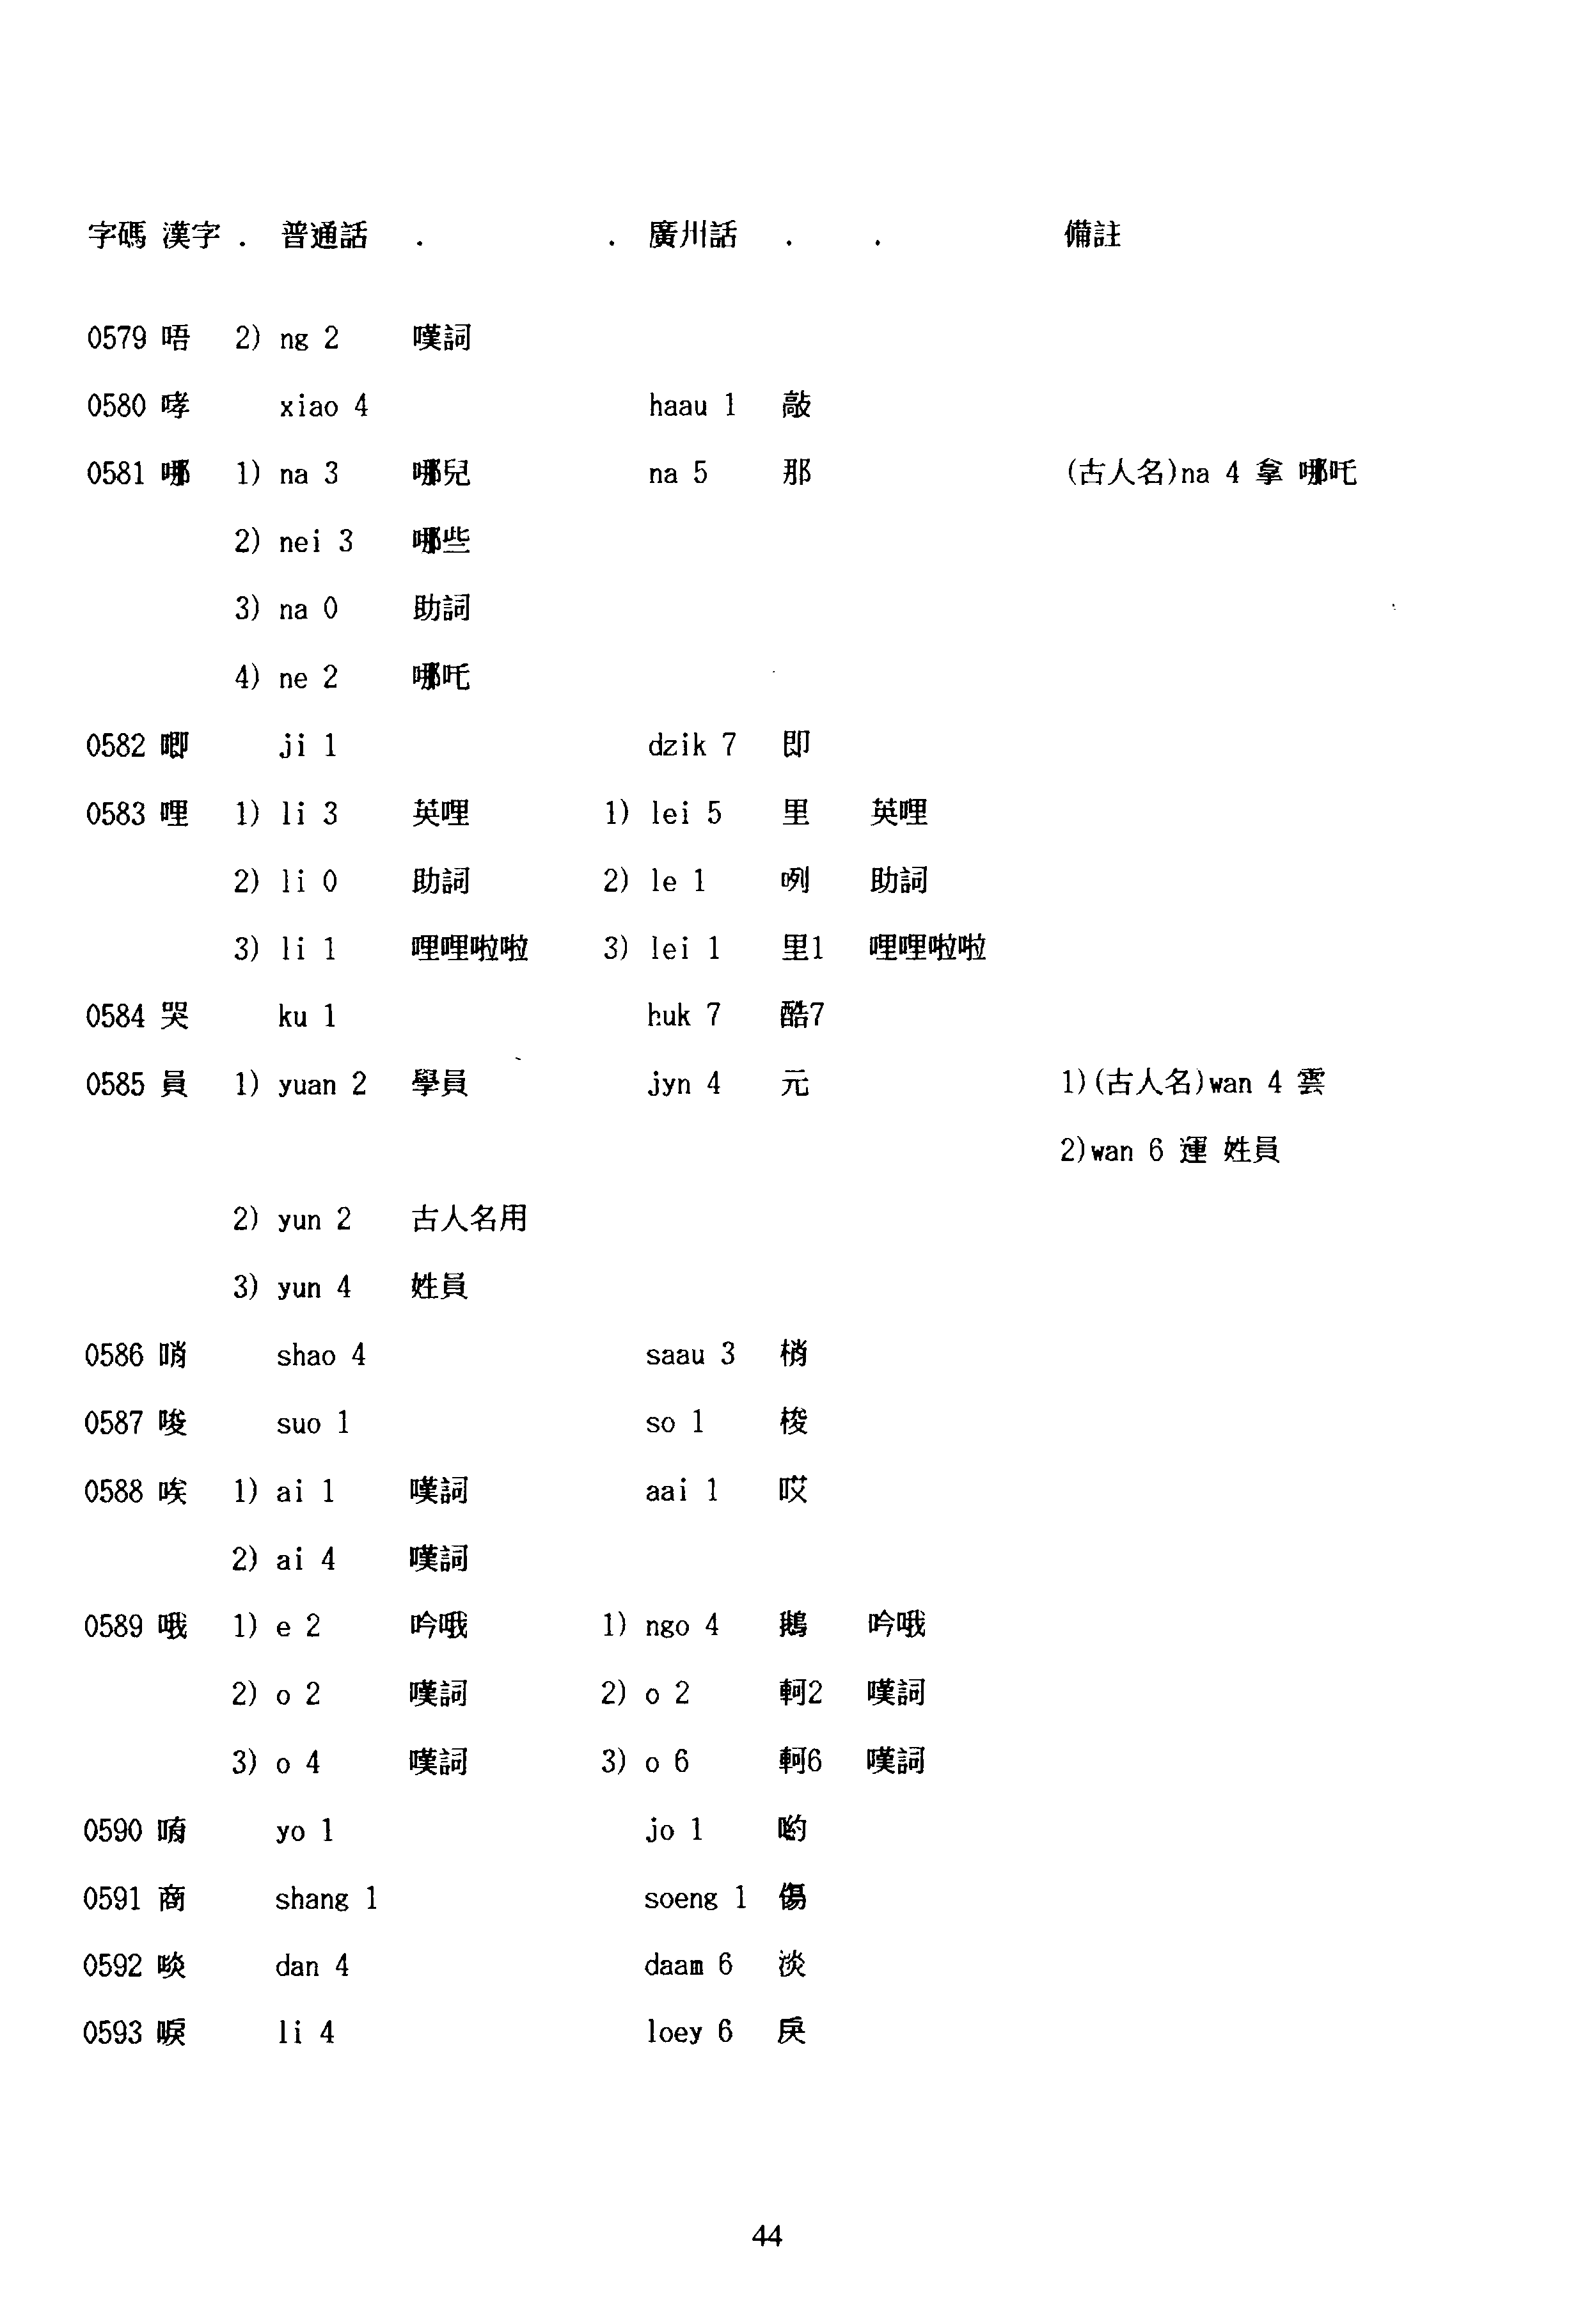 字碼 漢字 . 普通話 . . 廣州話 . . 備註
0579 唔 2) ng 2 嘆詞
0580 哮 xiao 4 haau 1 敲
0581 哪 1) na 3 哪兒 na 5 那 (古人名)na 4 拿 哪吒
2) nei 3 哪些
3) na 0 助詞
4) ne 2 哪吒
0582 唧 ji 1 dzik 7 即
0583 哩 1) li 3 英哩 1) lei 5 里 英哩
2) li 0 助詞 2) le 1 咧 助詞
3) li 1 哩哩啦啦 3) lei 1 里1 哩哩啦啦
0584 哭 ku 1 huk 7 酷7
0585 員 1) yuan 2 學員 jyn 4 元 1)(古人名)wan 4 雲
2)wan 6 運 姓員
2) yun 2 古人名用
3) yun 4 姓員
0586 哨 shao 4 saau 3 梢
0587 唆 suo 1 so 1 梭
0588 唉 1) ai 1 嘆詞 aai 1 哎
2) ai 4 嘆詞
0589 哦 1) e 2 吟哦 1) ngo 4 鵝 吟哦
2) o 2 嘆詞 2) o 2 軻2 嘆詞
3) o 4 嘆詞 3) o 6 軻6 嘆詞
0590 唷 yo 1 jo 1 喲
0591 商 shang 1 soeng 1 傷
0592 啖 dan 4 daam 6 淡
0593 唳 li 4 loey 6 戾
44